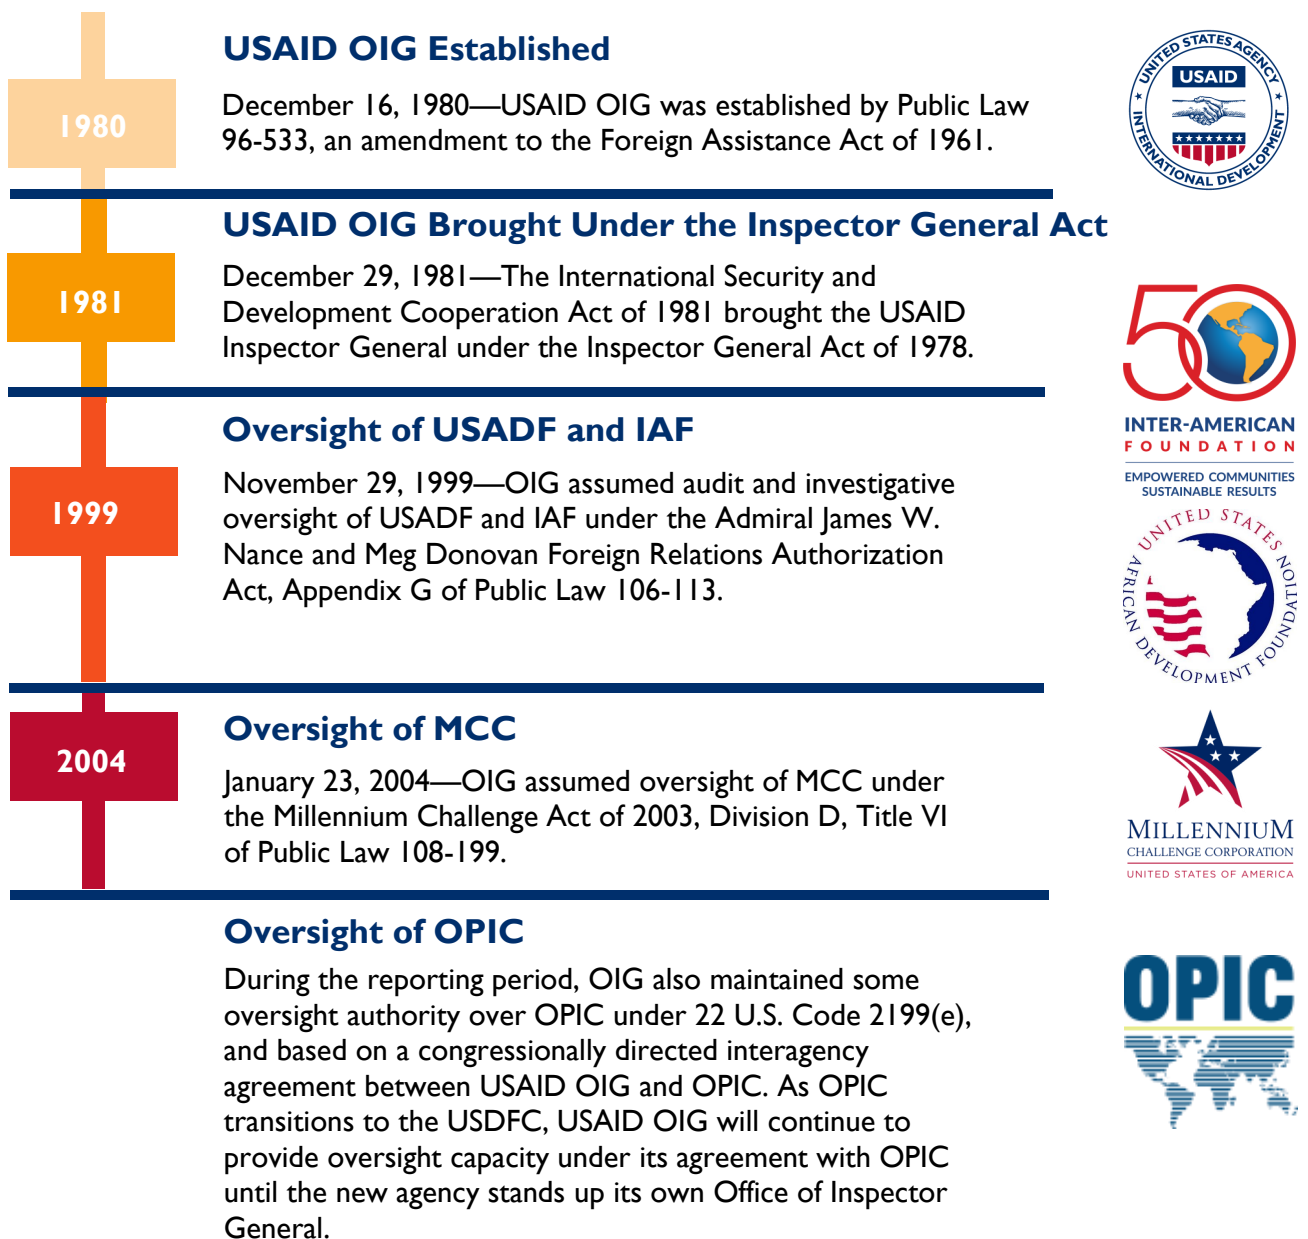 USAID OIG Established
1980
December 16, 1980—USAID OIG was established by Public Law
96-533, an amendment to the Foreign Assistance Act of 1961.
UNITED STATES AGENCY
USAID
INTERNATIONAL DEVELOPMENT
USAID OIG Brought Under the Inspector General Act
1981
December 29, 1981—The International Security and
Development Cooperation Act of 1981 brought the USAID
Inspector General under the Inspector General Act of 1978.
50
INTER-AMERICAN
FOUNDATION
EMPOWERED COMMUNITIES
SUSTAINABLE RESULTS
Oversight of USADF and IAF
1999
November 29, 1999—OIG assumed audit and investigative
oversight of USADF and IAF under the Admiral James W.
Nance and Meg Donovan Foreign Relations Authorization
Act, Appendix G of Public Law 106-113.
UNITED STATES
AFRICAN DEVELOPMENT FOUNDATION
Oversight of MCC
2004
January 23, 2004—OIG assumed oversight of MCC under
the Millennium Challenge Act of 2003, Division D, Title VI
of Public Law 108-199.
MILLENNIUM
CHALLENGE CORPORATION
UNITED STATES OF AMERICA
Oversight of OPIC
During the reporting period, OIG also maintained some
oversight authority over OPIC under 22 U.S. Code 2199(e),
and based on a congressionally directed interagency
agreement between USAID OIG and OPIC. As OPIC
transitions to the USDFC, USAID OIG will continue to
provide oversight capacity under its agreement with OPIC
until the new agency stands up its own Office of Inspector
General.
OPIC